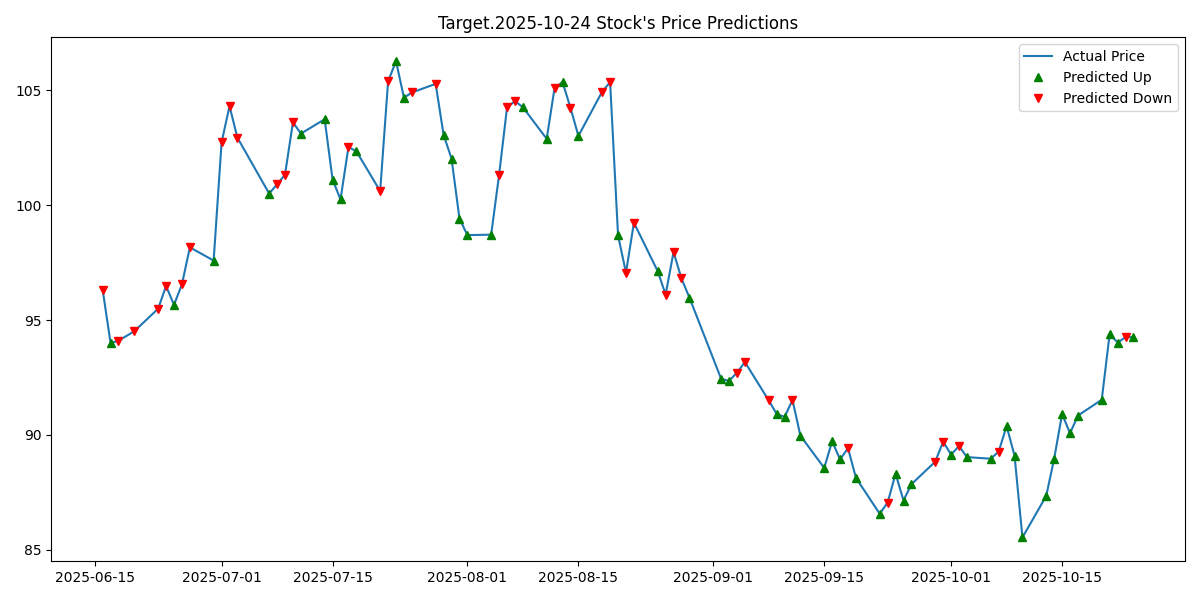 Target.2025-10-24 Stock's Price Predictions
Actual Price
Predicted Up
Predicted Down
105
100
95
90
85
2025-06-15 2025-07-01 2025-07-15 2025-08-01 2025-08-15 2025-09-01 2025-09-15 2025-10-01 2025-10-15